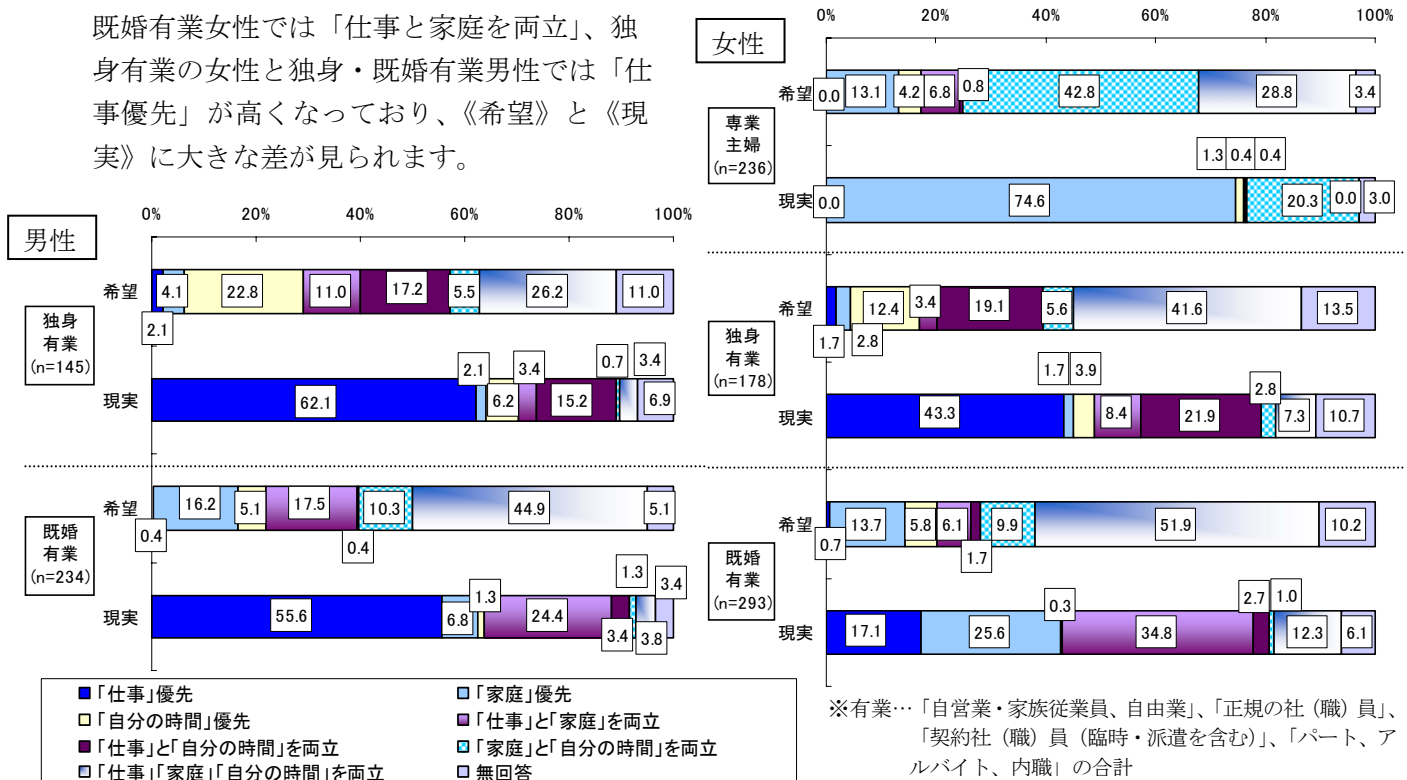 既婚有業女性では「仕事と家庭を両立」、独
身有業の女性と独身・既婚有業男性では「仕
事優先」が高くなっており、《希望》と《現
実》に大きな差が見られます。
男性
0% 20% 40% 60% 80% 100%
独身
有業
(n=145)
希望
2.1 4.1 22.8 11.0 17.2 5.5 26.2 11.0
現実
62.1 2.1 6.2 3.4 15.2 0.7 3.4 6.9
既婚
有業
(n=234)
希望
0.4 16.2 5.1 17.5 0.4 10.3 44.9 5.1
現実
55.6 6.8 1.3 24.4 3.4 1.3 3.8 3.4
女性
0% 20% 40% 60% 80% 100%
専業
主婦
(n=236)
希望
0.0 13.1 4.2 6.8 0.8 42.8 28.8 3.4
現実
0.0 74.6 1.3 0.4 0.4 20.3 0.0 3.0
独身
有業
(n=178)
希望
1.7 2.8 12.4 3.4 19.1 5.6 41.6 13.5
現実
43.3 1.7 3.9 8.4 21.9 2.8 7.3 10.7
既婚
有業
(n=293)
希望
0.7 13.7 5.8 6.1 1.7 9.9 51.9 10.2
現実
17.1 25.6 0.3 34.8 2.7 1.0 12.3 6.1
「仕事」優先 「家庭」優先
「自分の時間」優先 「仕事」と「家庭」を両立
「仕事」と「自分の時間」を両立 「家庭」と「自分の時間」を両立
「仕事」「家庭」「自分の時間」を両立 無回答
※有業…「自営業・家族従業員、自由業」、「正規の社（職）員」、
「契約社（職）員（臨時・派遣を含む）」、「パート、ア
ルバイト、内職」の合計